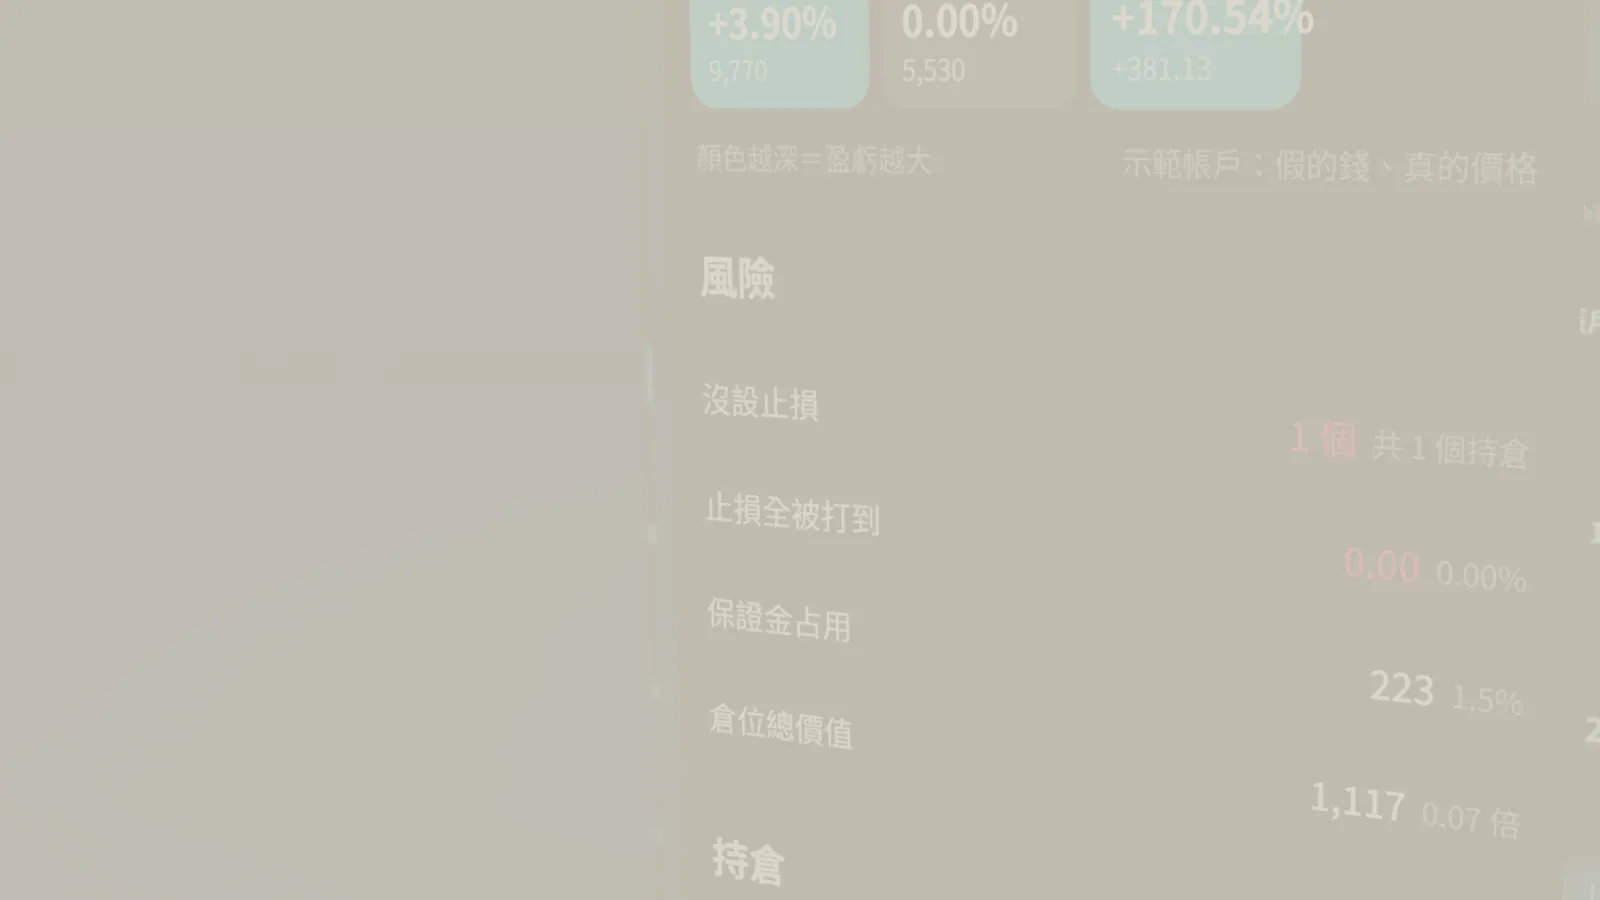 +3.90%
9,770
0.00%
5,530
+170.54%
+381.13
顏色越深＝盈虧越大
示範帳戶：假的錢、真的價格
風險
沒設止損
1 個 共 1 個持倉
止損全被打到
0.00 0.00%
保證金占用
223 1.5%
倉位總價值
1,117 0.07 倍
持倉